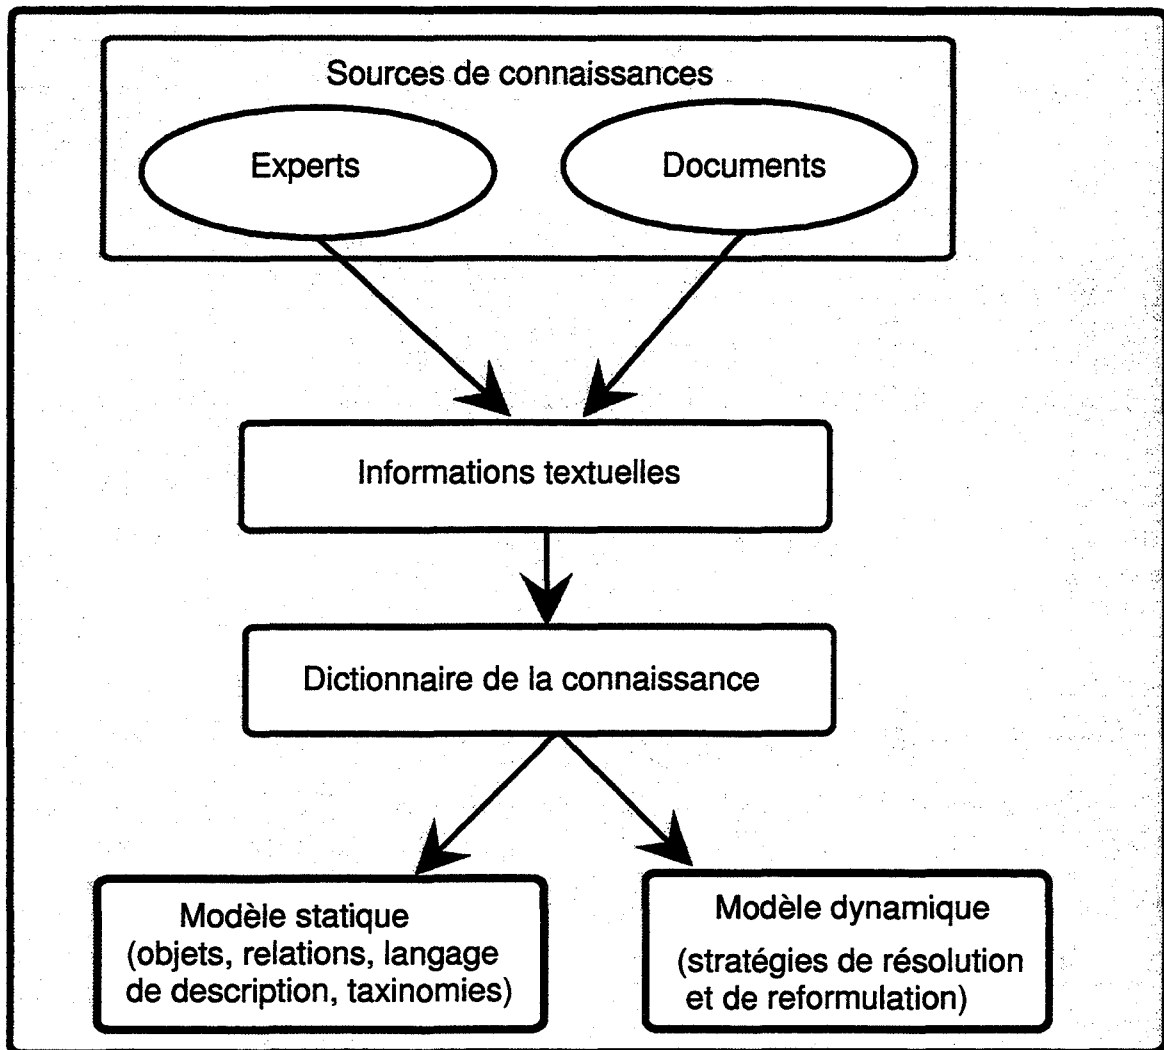 Sources de connaissances
Experts
Documents
Informations textuelles
Dictionnaire de la connaissance
Modèle statique
(objets, relations, langage
de description, taxinomies)
Modèle dynamique
(stratégies de résolution
et de reformulation)